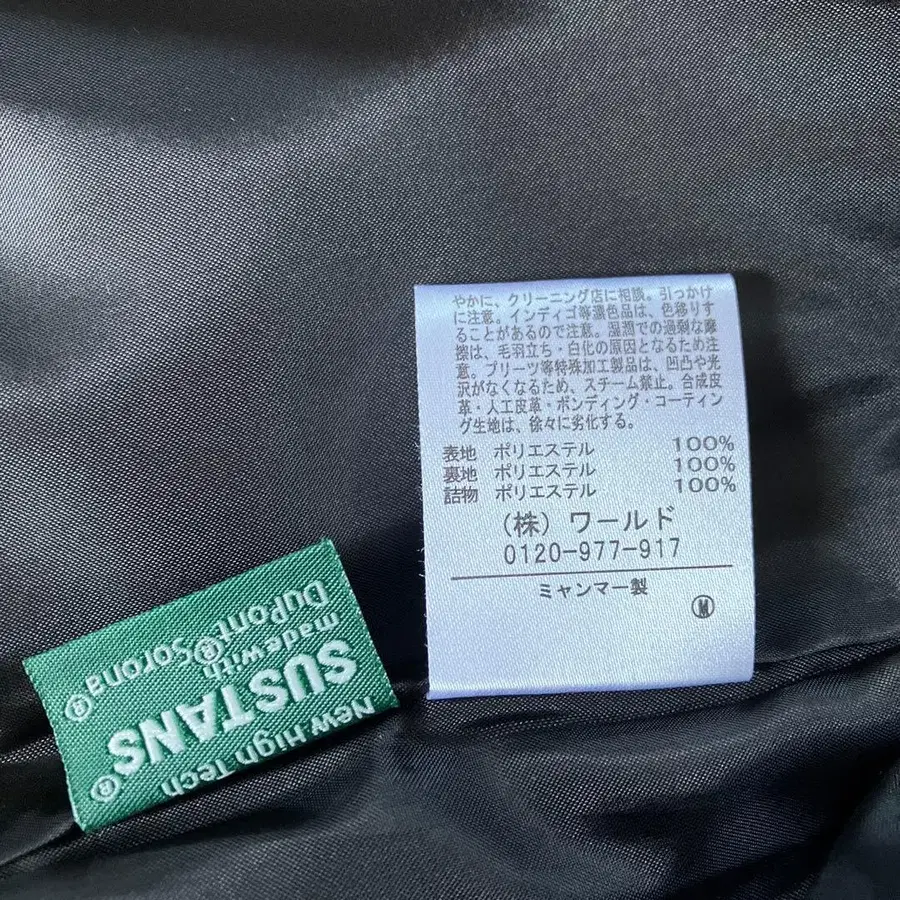 やかに、クリーニング店に相談。引っかけ
に注意。インディゴ等濃色品は、色移りす
ることがあるので注意。湿潤での過剰な摩
擦は、毛羽立ち・白化の原因となるため注
意。プリーツ等特殊加工製品は、凹凸や光
沢がなくなるため、スチーム禁止。合成皮
革・人工皮革・ボンディング・コーティン
グ生地は、徐々に劣化する。
表地 ポリエステル 100%
裏地 ポリエステル 100%
詰物 ポリエステル 100%
(株) ワールド
0120-977-917
ミャンマー製
Ⓜ
New High Tech
SUSTANS®
made with
DuPont® Sorona®